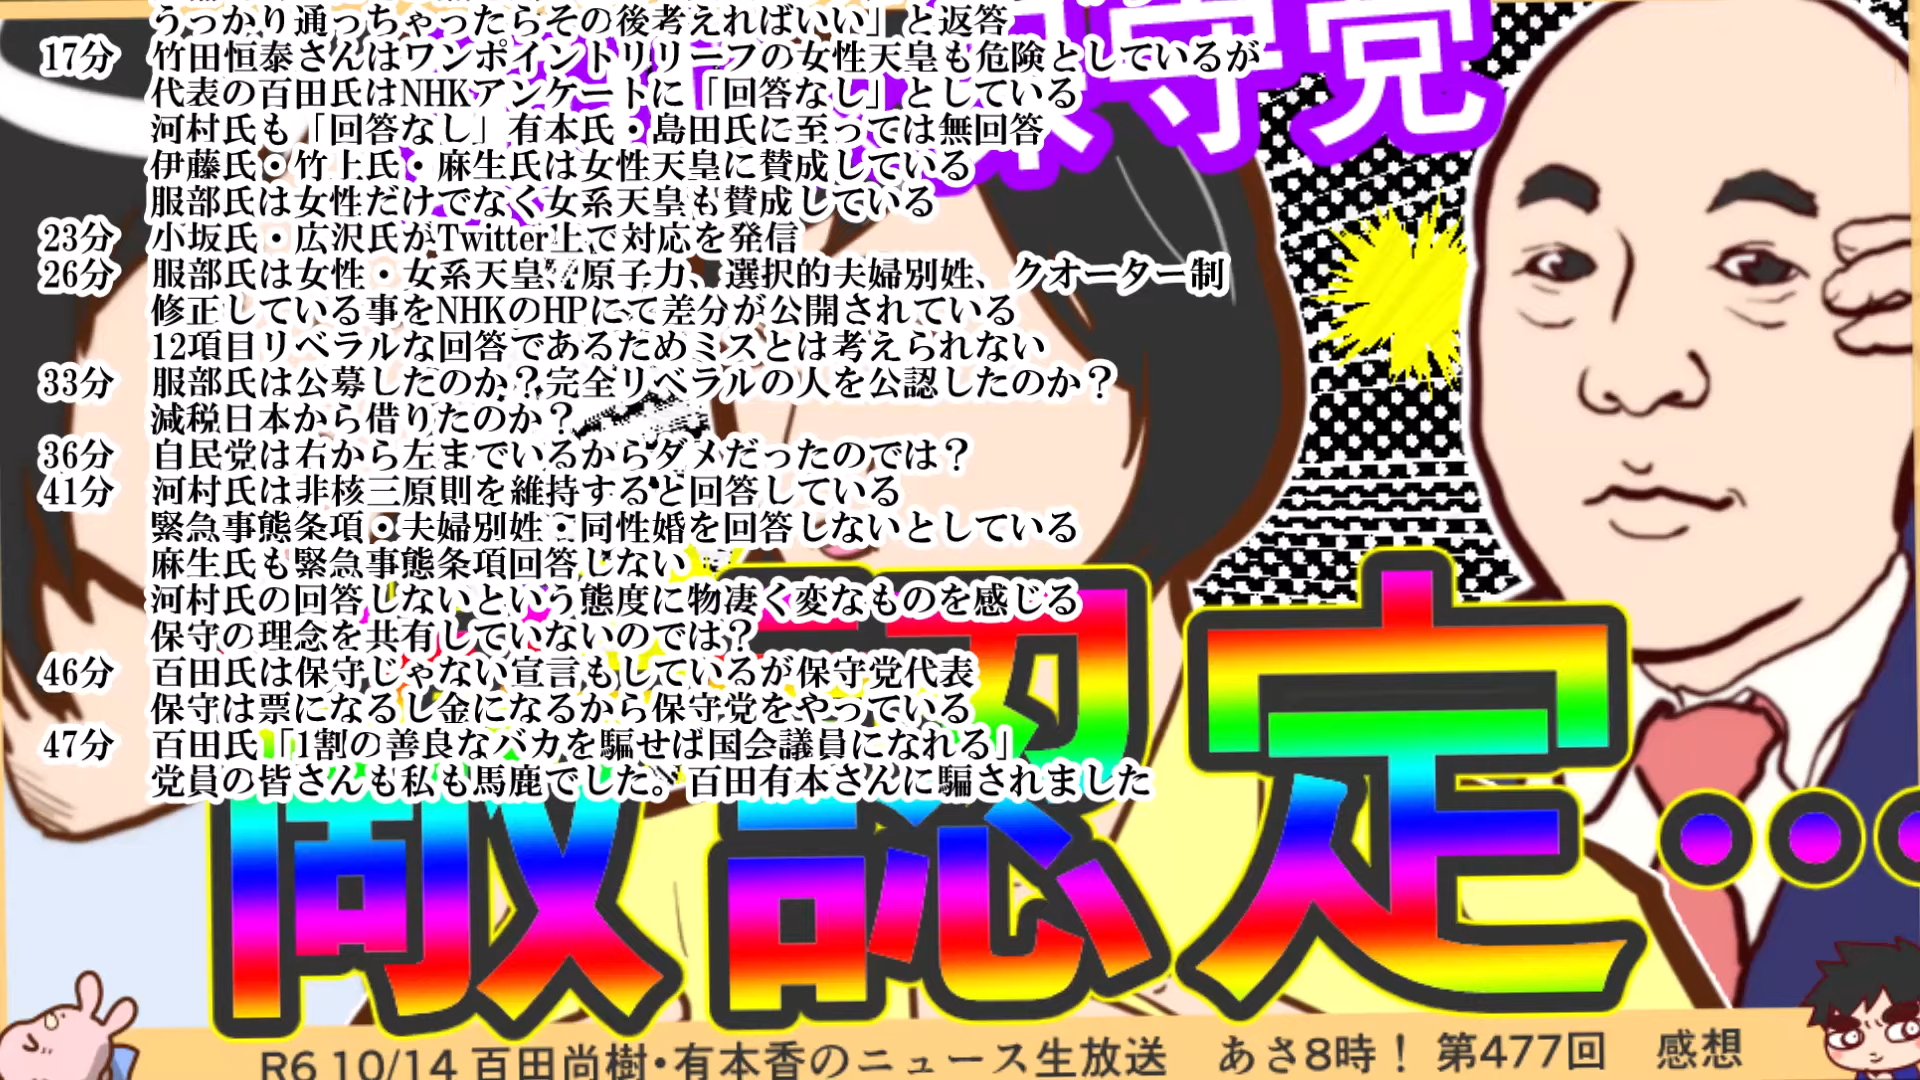 うっかり通っちゃったらその後考えればいい」と返答
17分 竹田恒泰さんはワンポイントリリーフの女性天皇も危険としているが
代表の百田氏はNHKアンケートに「回答なし」としている
河村氏も「回答なし」有本氏・島田氏に至っては無回答
伊藤氏・竹上氏・麻生氏は女性天皇に賛成している
服部氏は女性だけでなく女系天皇も賛成している
23分 小坂氏・広沢氏がTwitter上で対応を発信
26分 服部氏は女性・女系天皇、原子力、選択的夫婦別姓、クオーター制
修正している事をNHKのHPにて差分が公開されている
12項目リベラルな回答であるためミスとは考えられない
33分 服部氏は公募したのか？完全リベラルの人を公認したのか？
減税日本から借りたのか？
36分 自民党は右から左までいるからダメだったのでは？
41分 河村氏は非核三原則を維持すると回答している
緊急事態条項・夫婦別姓・同性婚を回答しないとしている
麻生氏も緊急事態条項回答しない
河村氏の回答しないという態度に物凄く変なものを感じる
保守の理念を共有していないのでは？
46分 百田氏は保守じゃない宣言もしているが保守党代表
保守は票になるし金になるから保守党をやっている
47分 百田氏「1割の善良なバカを騙せば国会議員になれる」
党員の皆さんも私も馬鹿でした。百田有本さんに騙されました
守党
敵認定…
R6 10/14 百田尚樹・有本香のニュース生放送 あさ8時！ 第477回 感想